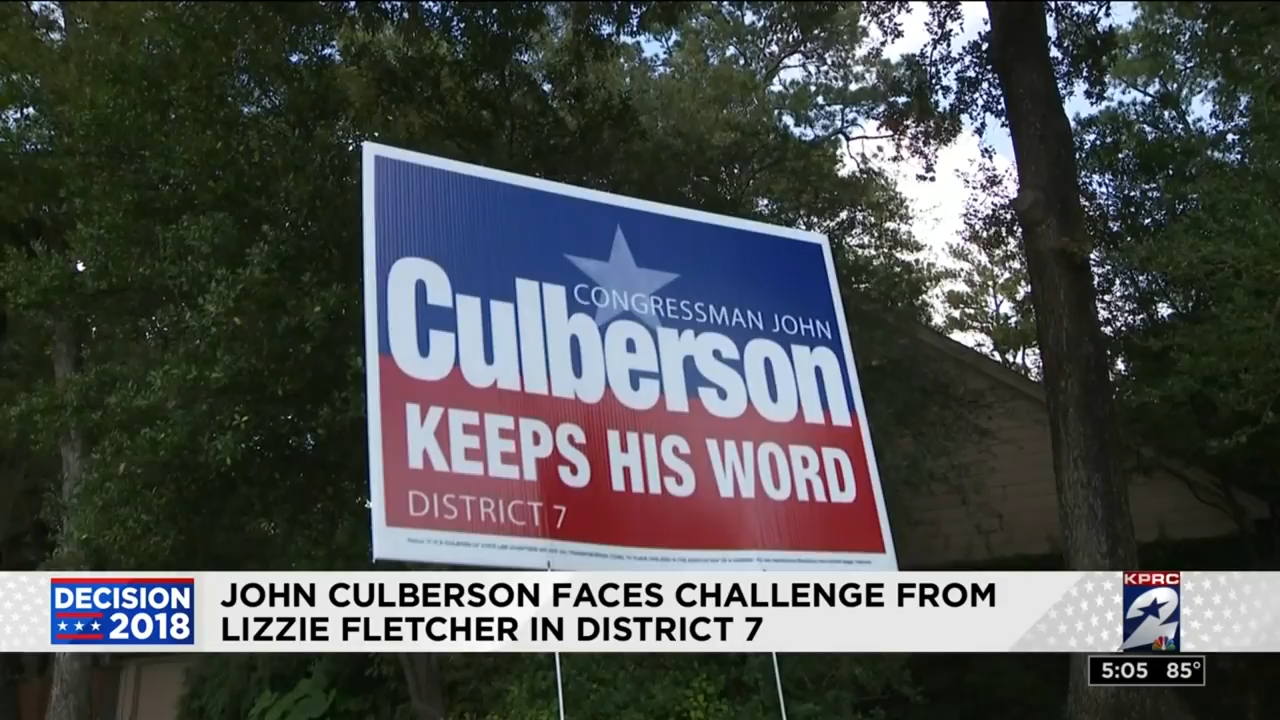 CONGRESSMAN JOHN
Culberson
KEEPS HIS WORD
DISTRICT 7
DECISION
2018
JOHN CULBERSON FACES CHALLENGE FROM
LIZZIE FLETCHER IN DISTRICT 7
KPRC
2
5:05 85°